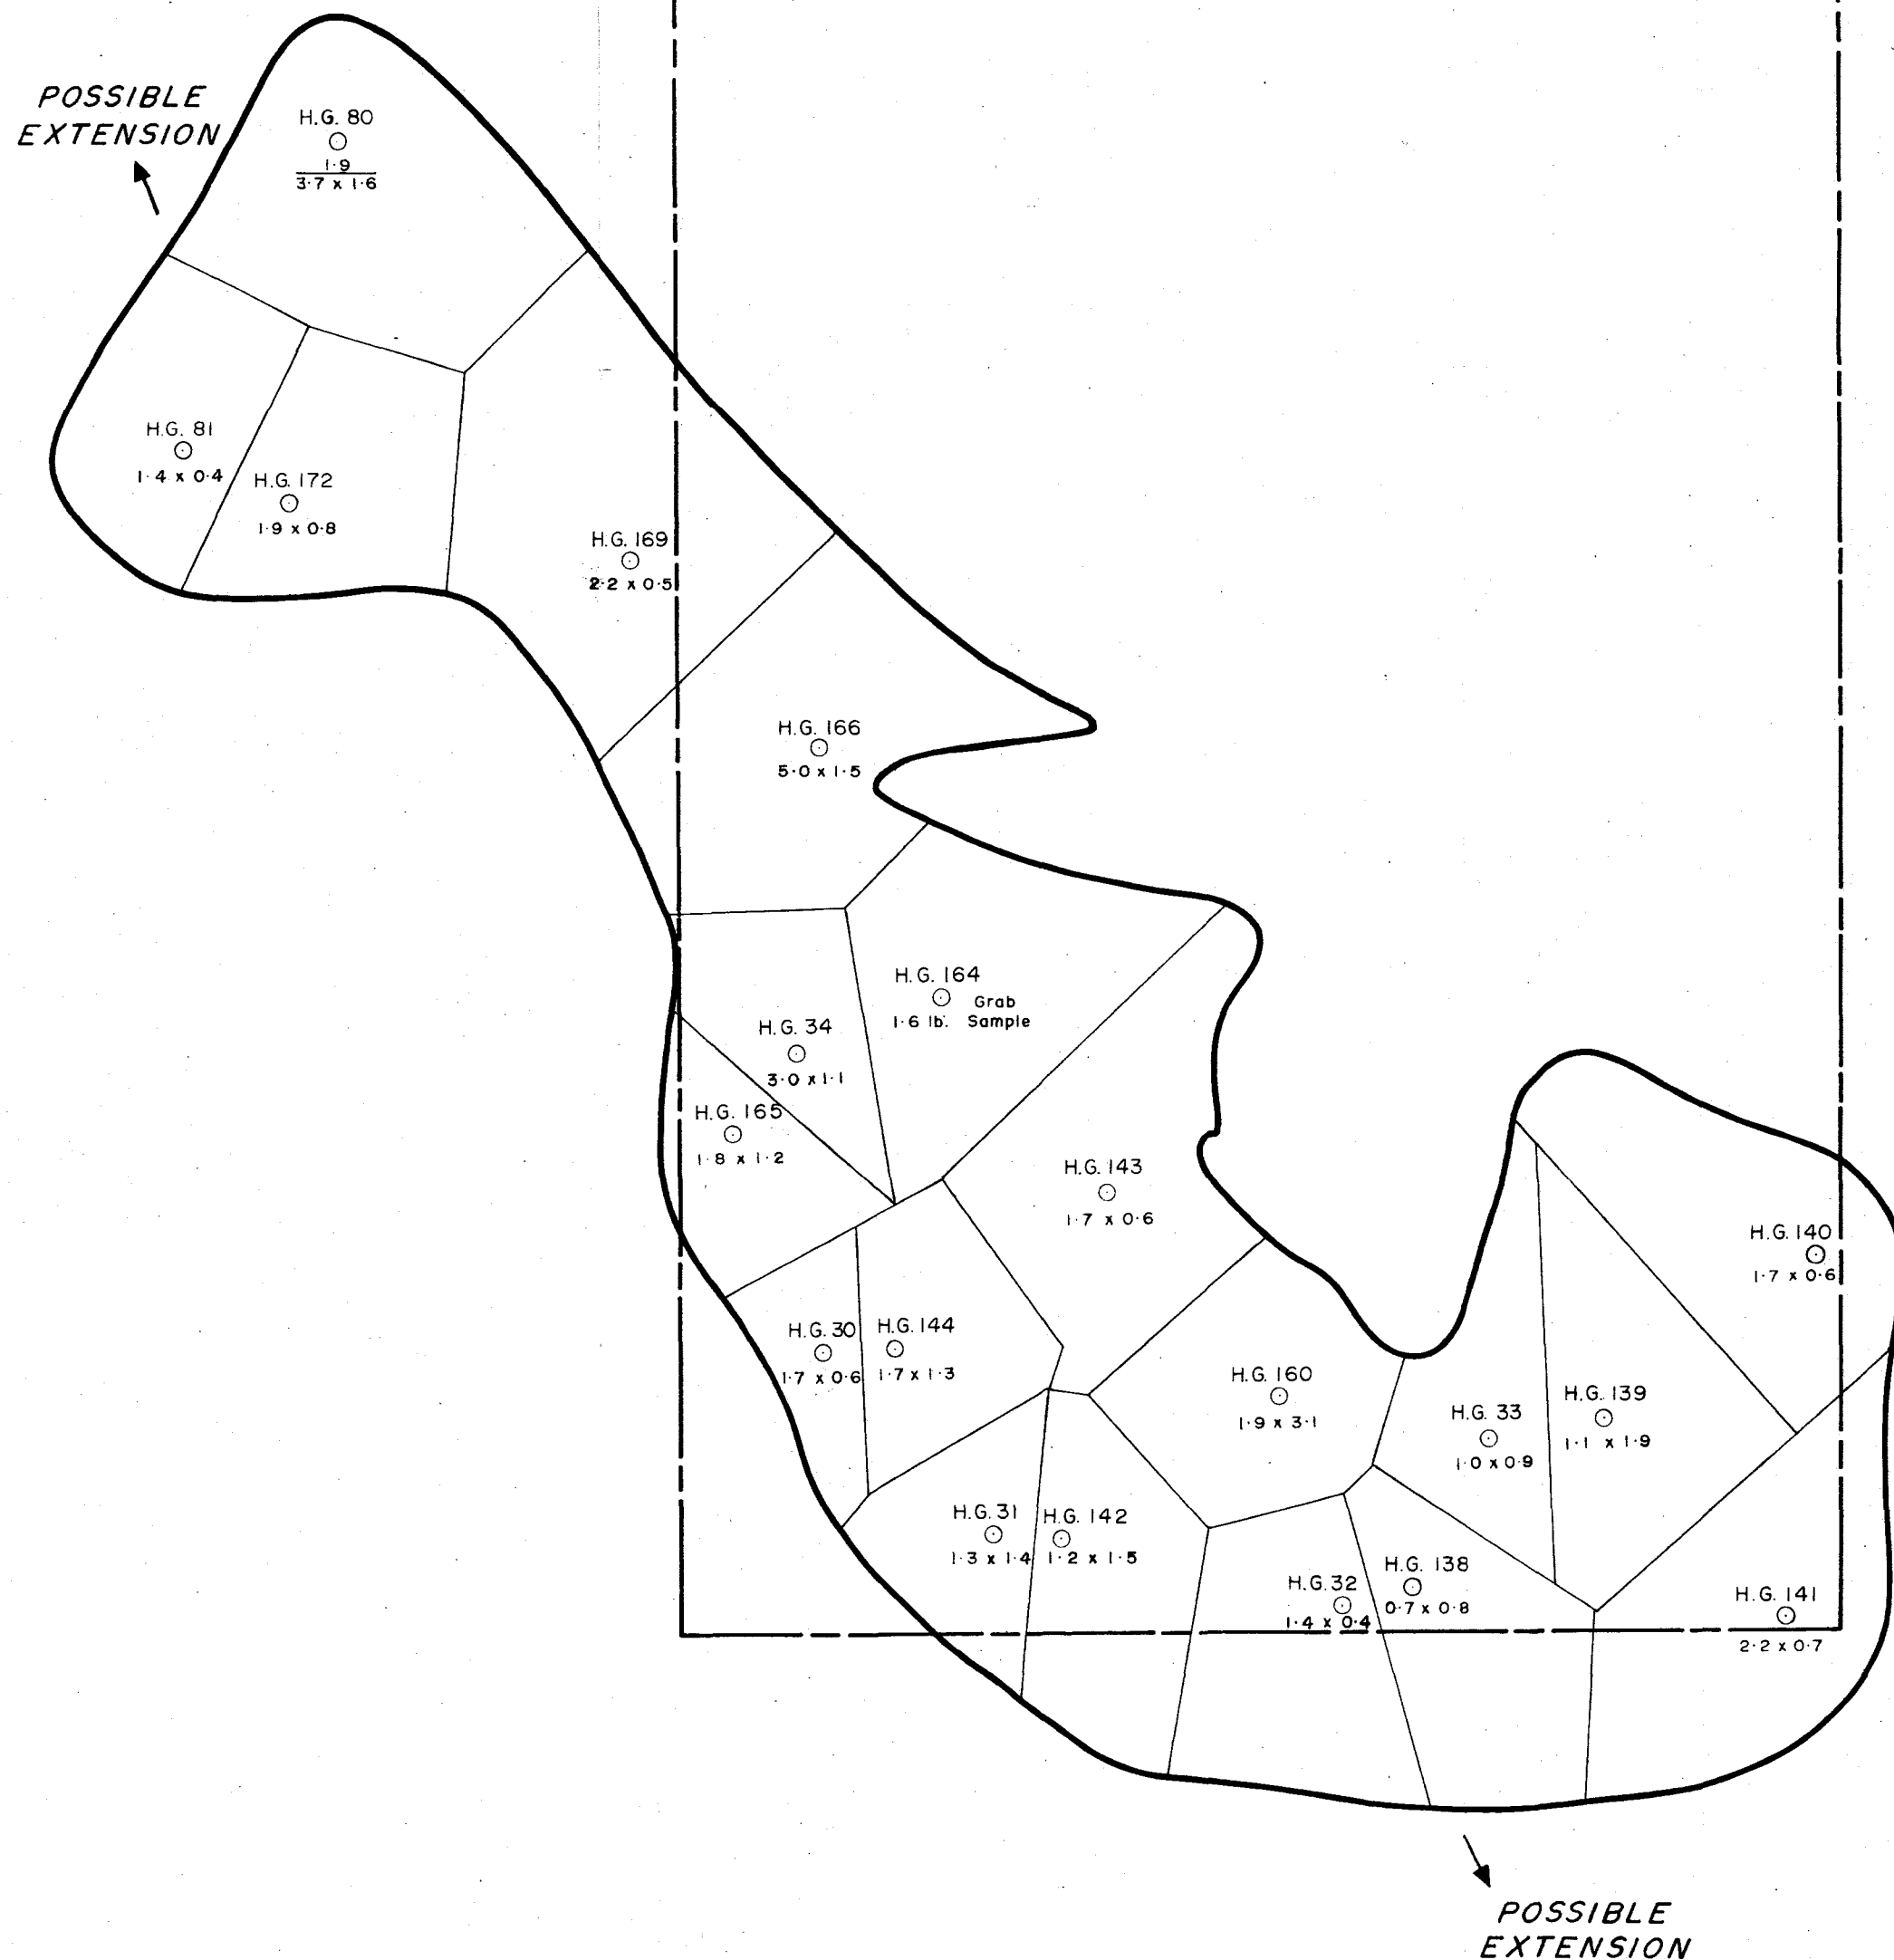 POSSIBLE
EXTENSION
H.G. 80
1·9
3·7 x 1·6
H.G. 81
1·4 x 0·4
H.G. 172
1·9 x 0·8
H.G. 169
2·2 x 0·5
H.G. 166
5·0 x 1·5
H.G. 164
Grab
1·6 lb. Sample
H.G. 34
3·0 x 1·1
H.G. 165
1·8 x 1·2
H.G. 143
1·7 x 0·6
H.G. 140
1·7 x 0·6
H.G. 30
1·7 x 0·6
H.G. 144
1·7 x 1·3
H.G. 160
1·9 x 3·1
H.G. 33
1·0 x 0·9
H.G. 139
1·1 x 1·9
H.G. 31
1·3 x 1·4
H.G. 142
1·2 x 1·5
H.G. 32
1·4 x 0·4
H.G. 138
0·7 x 0·8
H.G. 141
2·2 x 0·7
POSSIBLE
EXTENSION